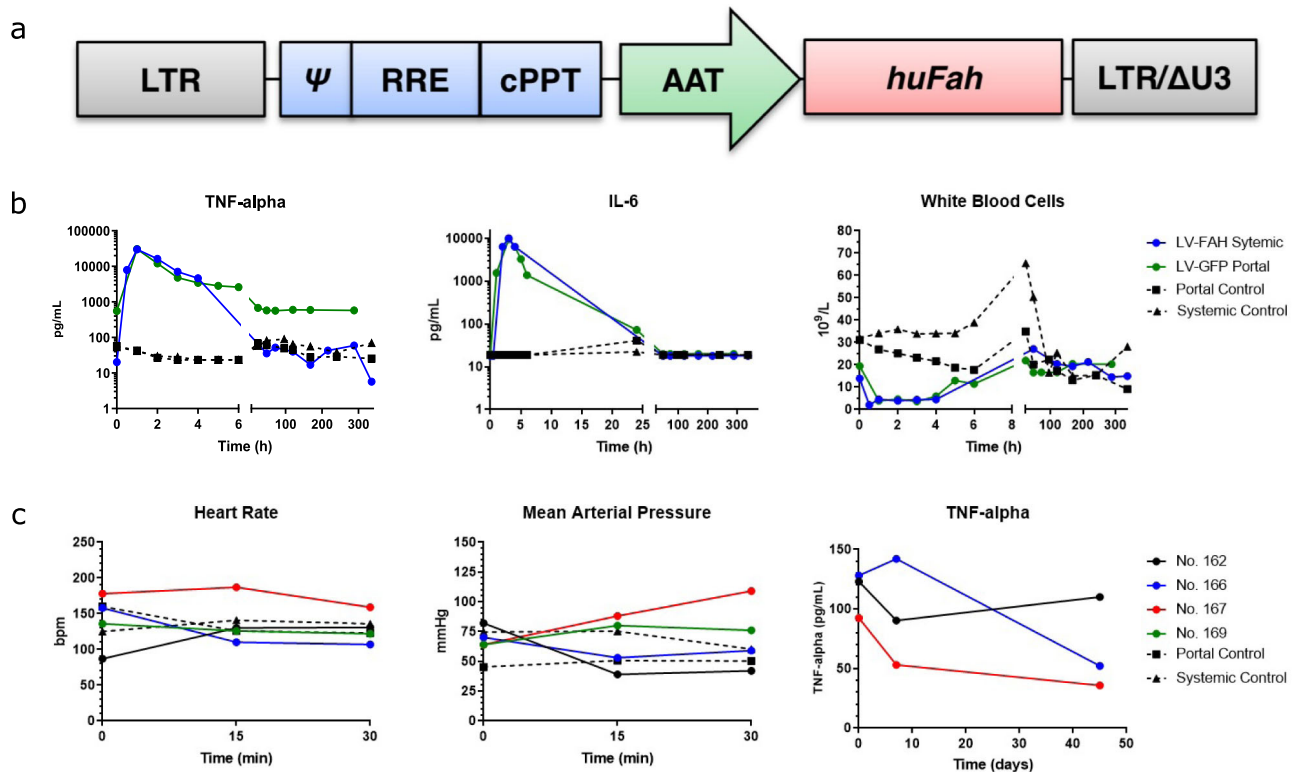 a
LTR Ψ RRE cPPT AAT huFah LTR/ΔU3
b
TNF-alpha
pg/mL
100000
10000
1000
100
10
1
0 2 4 6 100 200 300
Time (h)
IL-6
pg/mL
10000
1000
100
10
1
0 5 10 15 20 25 100 200 300
Time (h)
White Blood Cells
10^9/L
80
70
60
50
40
30
20
10
0
0 2 4 6 8 100 200 300
Time (h)
LV-FAH Sytemic
LV-GFP Portal
Portal Control
Systemic Control
c
Heart Rate
bpm
250
200
150
100
50
0
0 15 30
Time (min)
Mean Arterial Pressure
mmHg
150
125
100
75
50
25
0
0 15 30
Time (min)
TNF-alpha
TNF-alpha (pg/mL)
150
100
50
0
0 10 20 30 40 50
Time (days)
No. 162
No. 166
No. 167
No. 169
Portal Control
Systemic Control